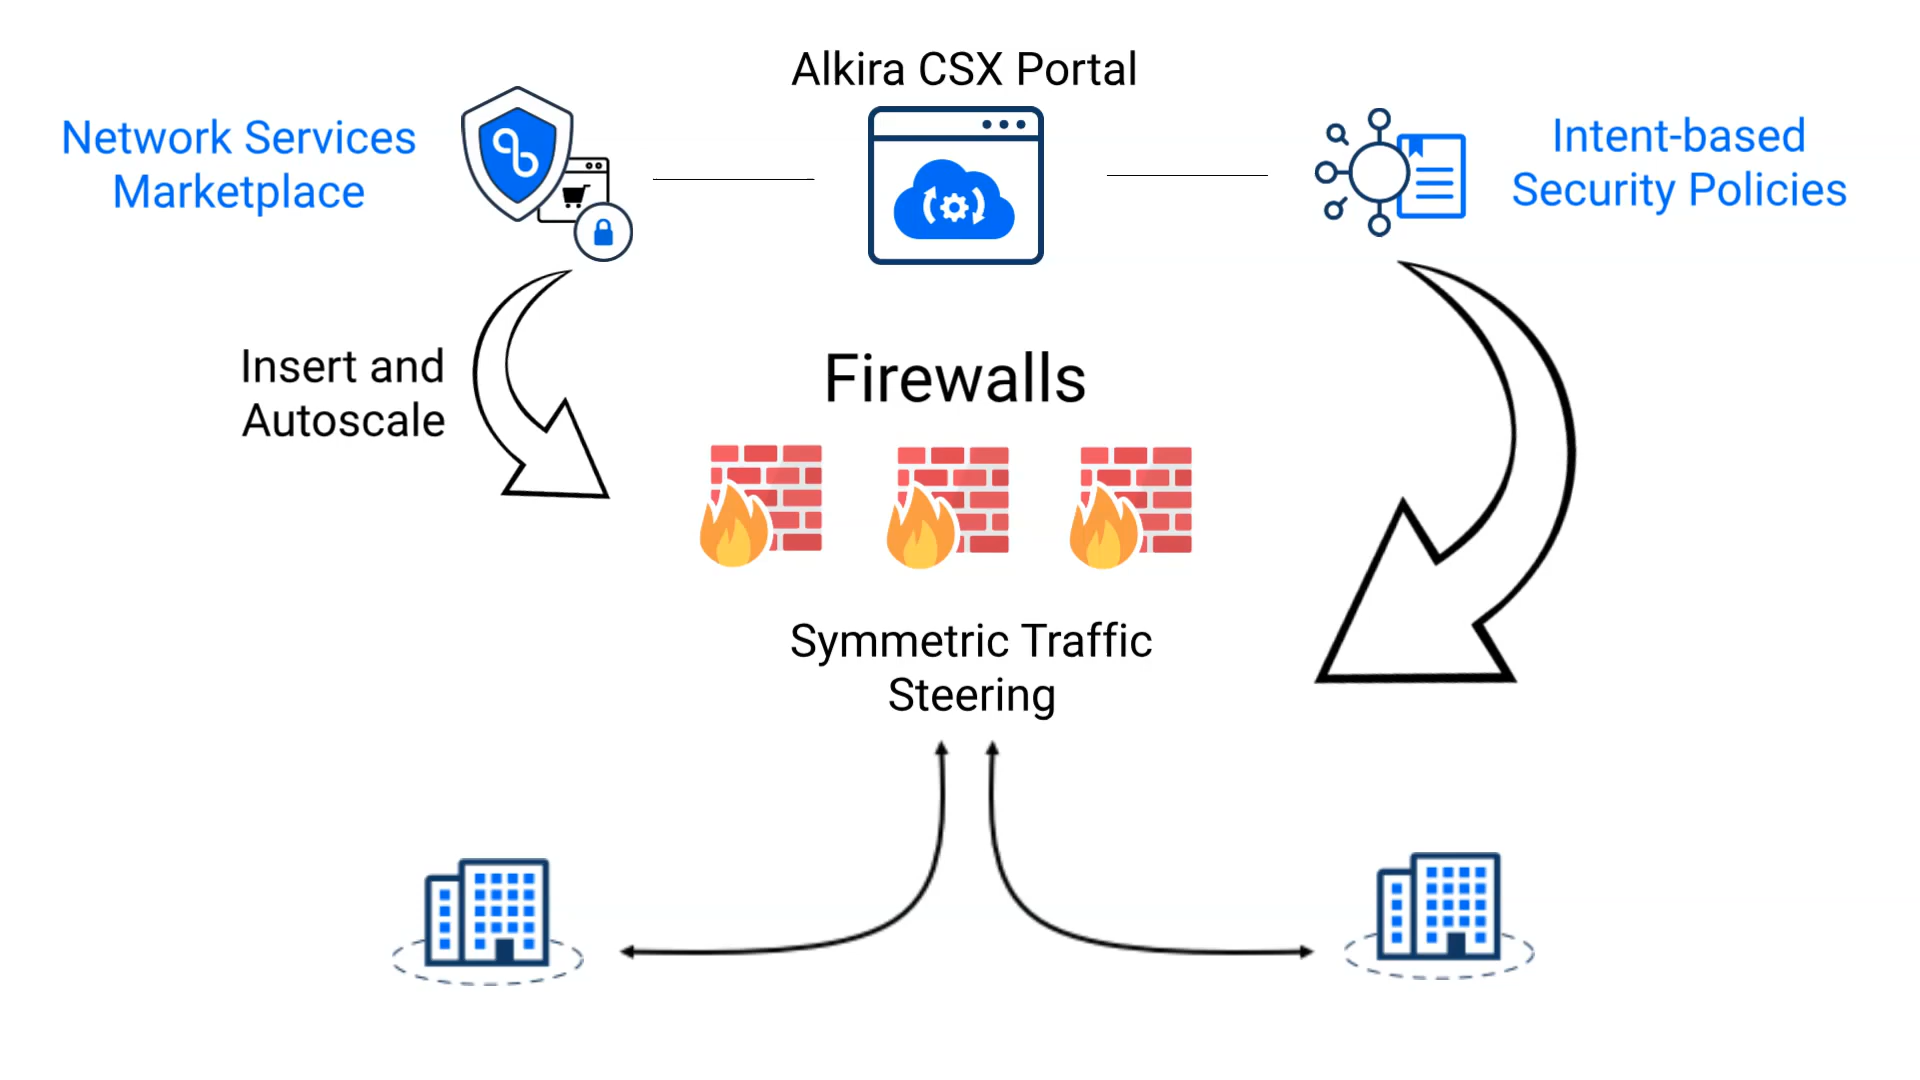 Alkira CSX Portal
Network Services
Marketplace
Intent-based
Security Policies
Insert and
Autoscale
Firewalls
Symmetric Traffic
Steering